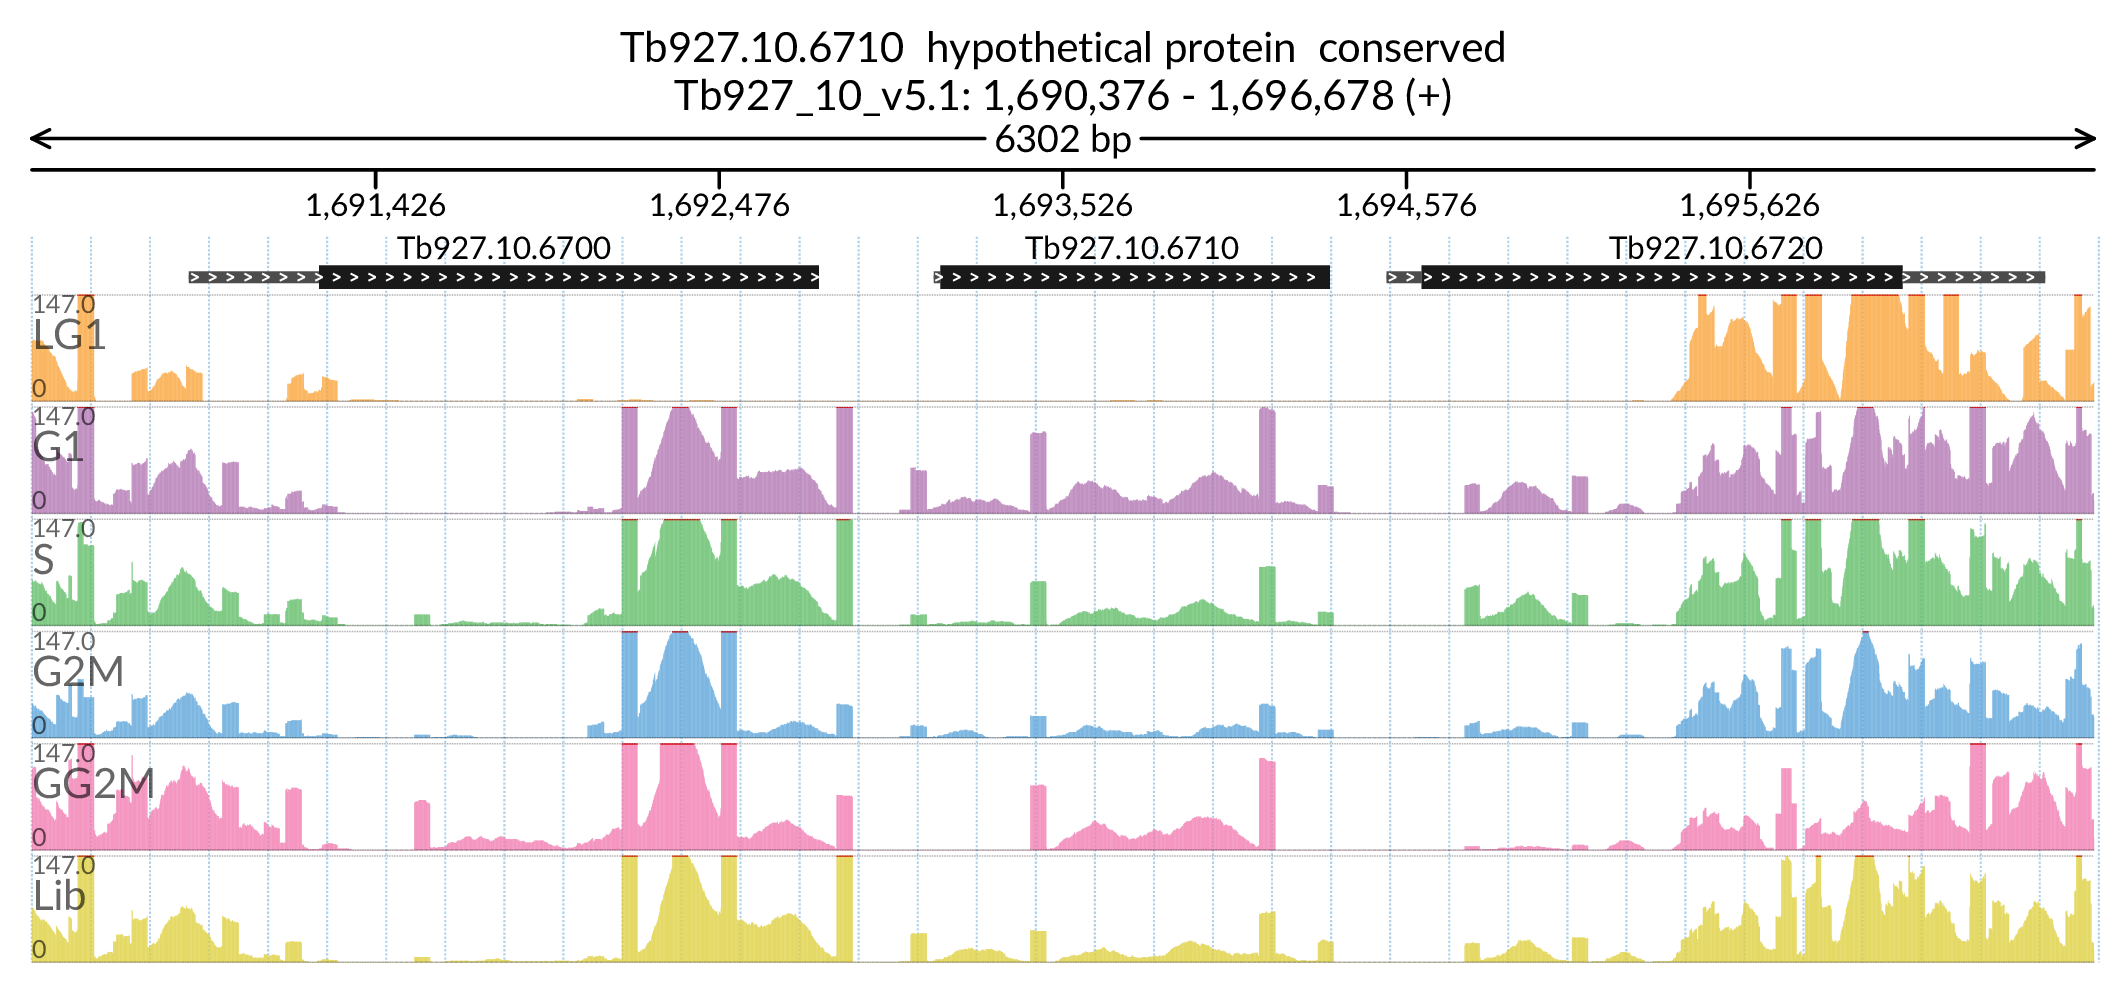 Tb927.10.6710 hypothetical protein conserved
Tb927_10_v5.1: 1,690,376 - 1,696,678 (+)
6302 bp
1,691,426 1,692,476 1,693,526 1,694,576 1,695,626
Tb927.10.6700 Tb927.10.6710 Tb927.10.6720
147.0
LG1
0
147.0
G1
0
147.0
S
0
147.0
G2M
0
147.0
GG2M
0
147.0
Lib
0